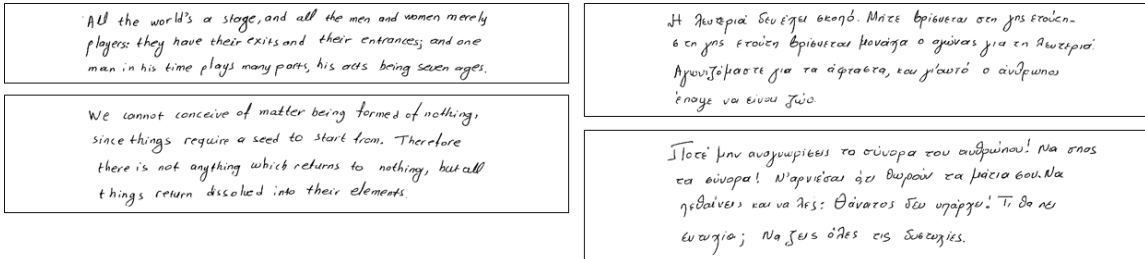 All the world's a stage, and all the men and women merely
players: they have their exits and their entrances; and one
man in his time plays many parts, his acts being seven ages.
We cannot conceive of matter being formed of nothing,
since things require a seed to start from. Therefore
there is not anything which returns to nothing, but all
things return dissolved into their elements.
Η λευτεριά δεν έχει σκοπό. Μήτε βρίσκεται στη γης ετούτη-
στη γης ετούτη βρίσκεται μονάχα ο αγώνας για τη λευτεριά.
Αγωνιζόμαστε για τα άφταστα, και γι'αυτό ο άνθρωπος
έπαψε να είναι ζώο.
Ποτέ μην αναγνωρίσεις τα σύνορα του ανθρώπου! Να σπας
τα σύνορα! Ν'αρνιέσαι ότι θωρούν τα μάτια σου. Να
πεθαίνεις και να λες: Θάνατος δεν υπάρχει! Τι θα πει
ευτυχία; Να ζεις όλες τις δυστυχίες.